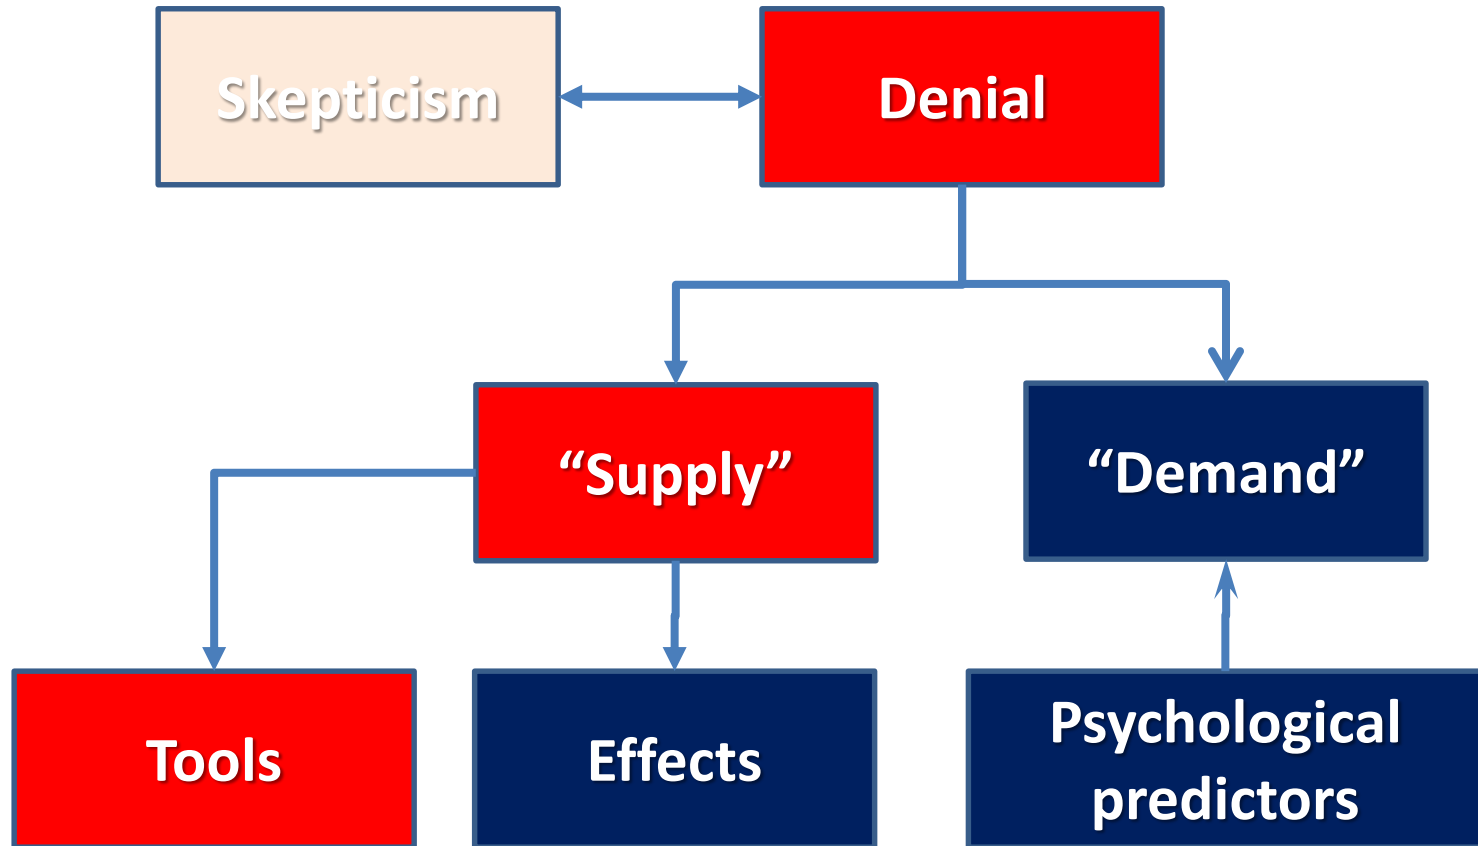 Skepticism
Denial
“Supply”
“Demand”
Tools
Effects
Psychological
predictors